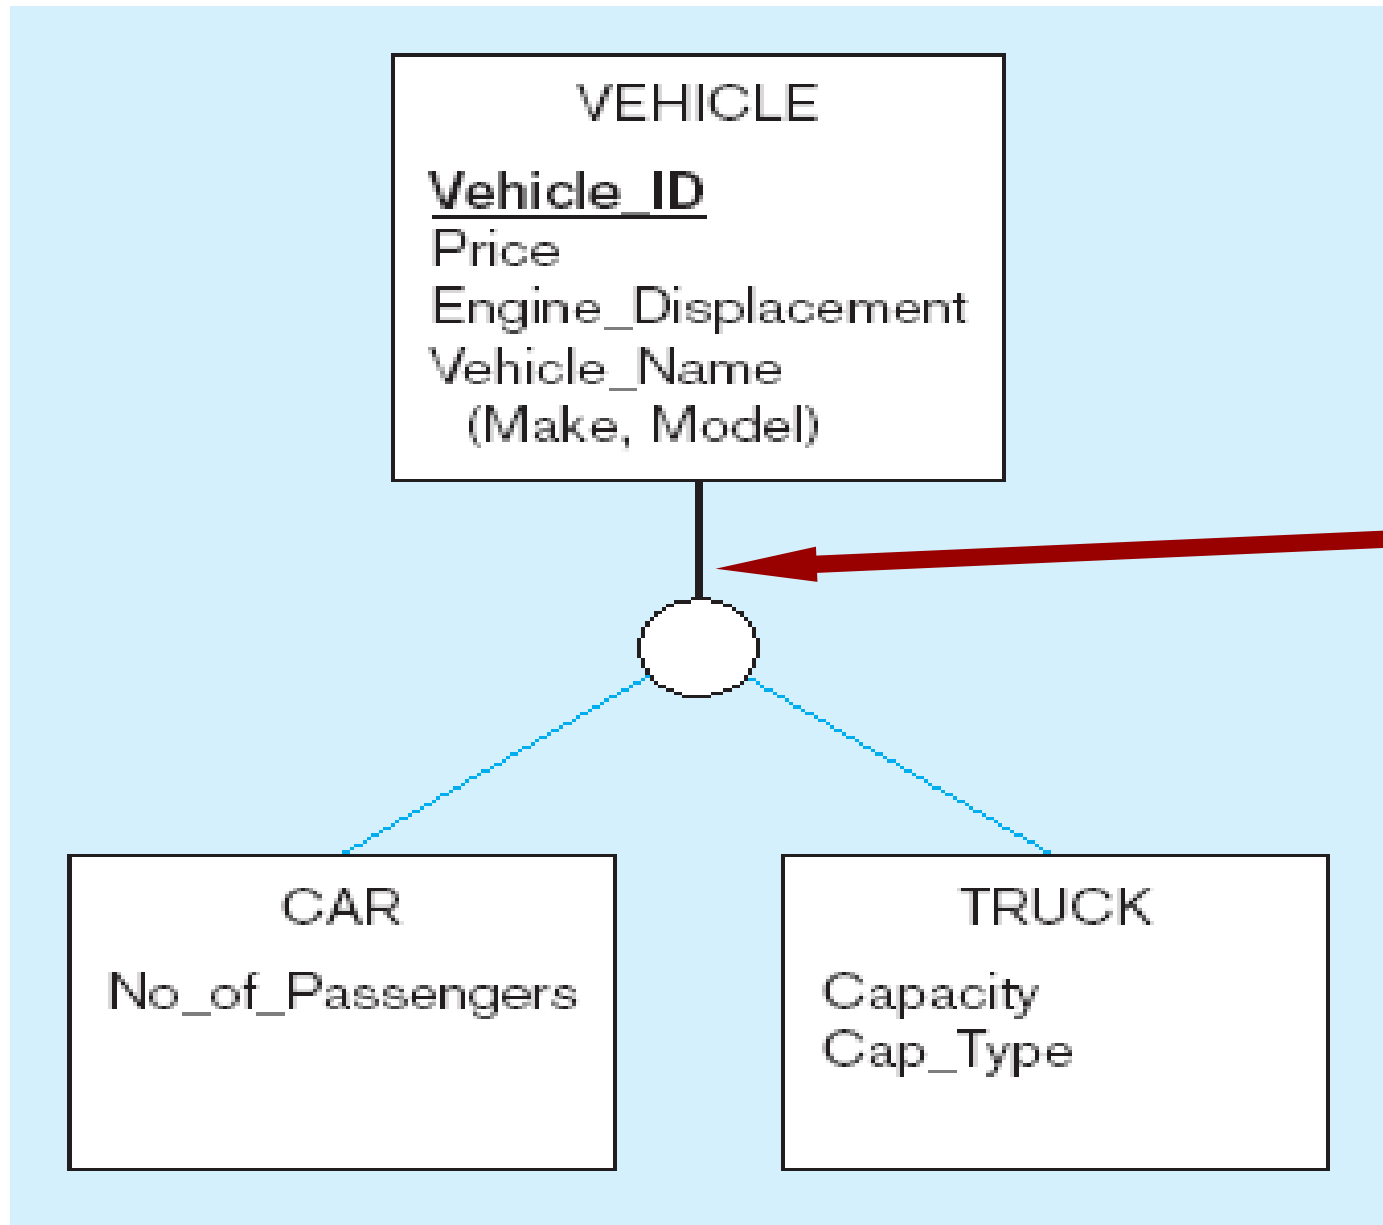 VEHICLE
Vehicle_ID
Price
Engine_Displacement
Vehicle_Name
(Make, Model)
CAR
No_of_Passengers
TRUCK
Capacity
Cap_Type